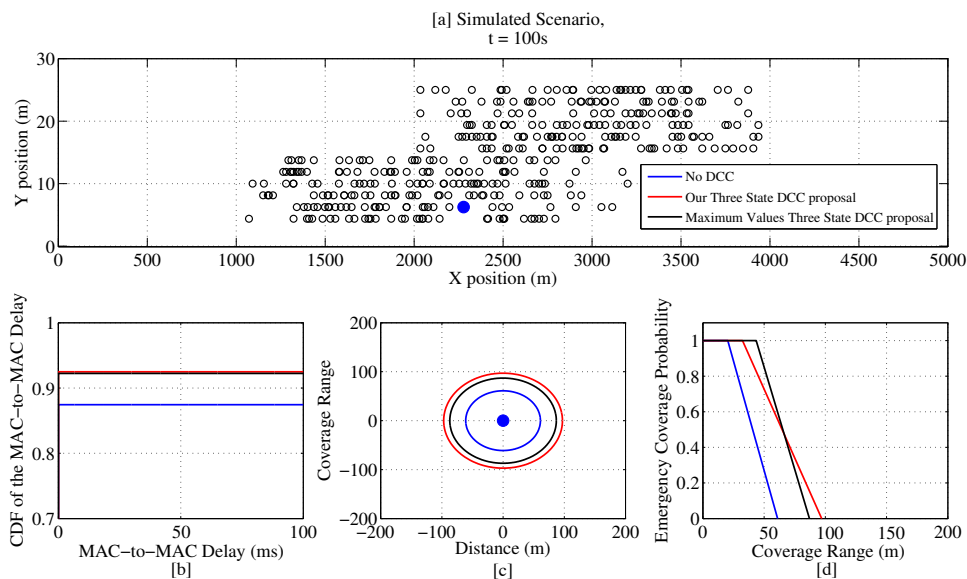 [a] Simulated Scenario,
t = 100s
30
20
10
0
Y position (m)
0 500 1000 1500 2000 2500 3000 3500 4000 4500 5000
X position (m)
No DCC
Our Three State DCC proposal
Maximum Values Three State DCC proposal
1
0.9
0.8
0.7
CDF of the MAC−to−MAC Delay
0 50 100
MAC−to−MAC Delay (ms)
[b]
200
100
0
−100
−200
Coverage Range
−200 −100 0 100 200
Distance (m)
[c]
1
0.8
0.6
0.4
0.2
0
Emergency Coverage Probability
0 50 100 150 200
Coverage Range (m)
[d]